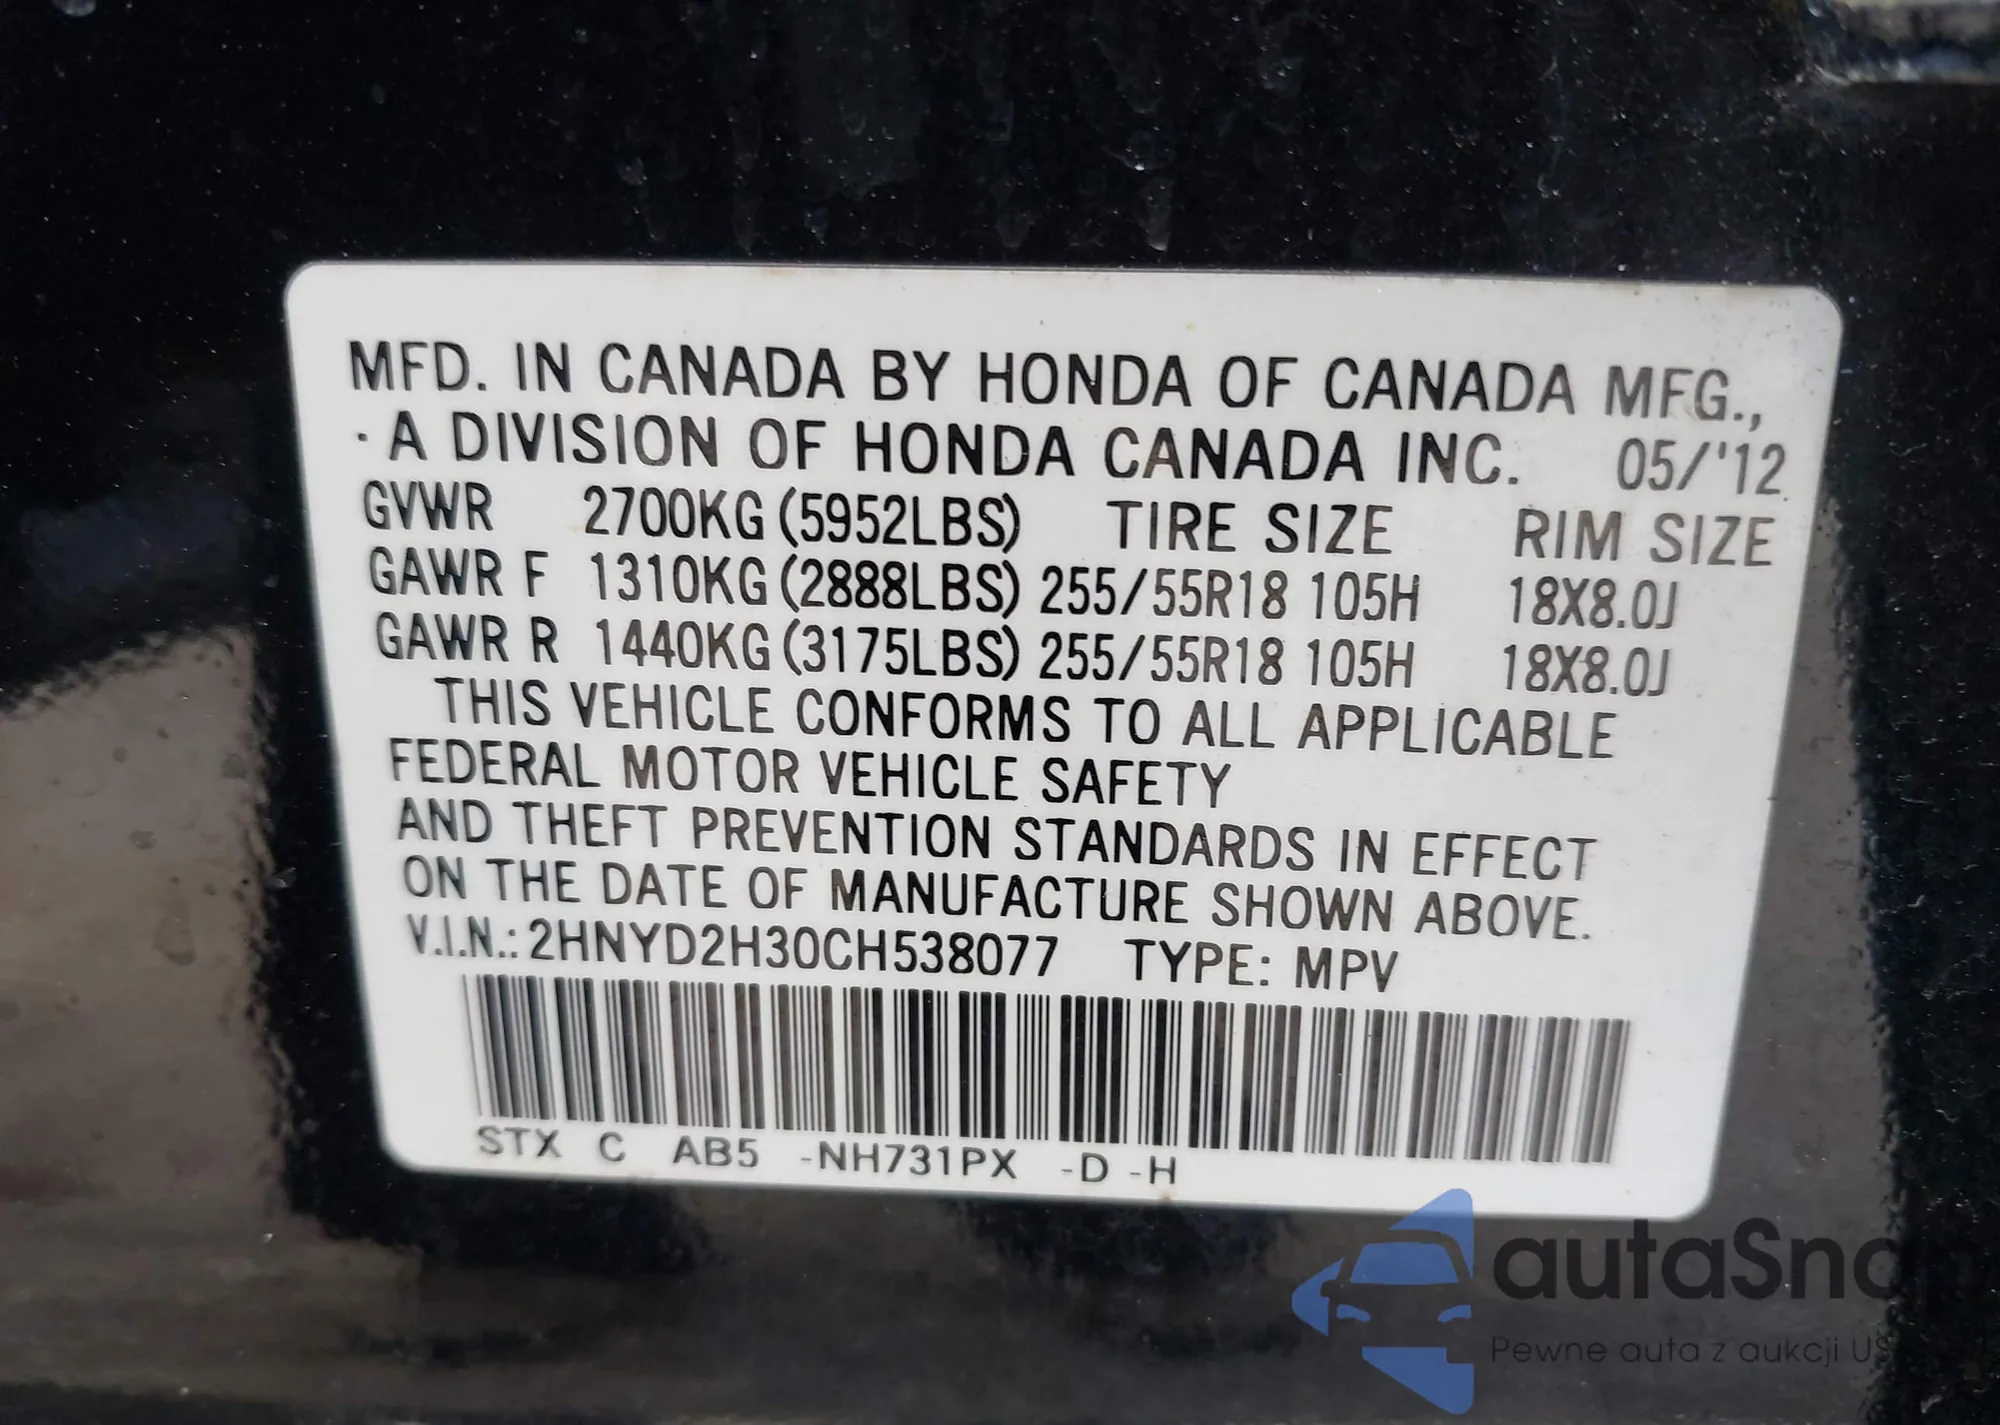 MFD. IN CANADA BY HONDA OF CANADA MFG.,
· A DIVISION OF HONDA CANADA INC. 05/'12
GVWR 2700KG (5952LBS) TIRE SIZE RIM SIZE
GAWR F 1310KG (2888LBS) 255/55R18 105H 18X8.0J
GAWR R 1440KG (3175LBS) 255/55R18 105H 18X8.0J
THIS VEHICLE CONFORMS TO ALL APPLICABLE
FEDERAL MOTOR VEHICLE SAFETY
AND THEFT PREVENTION STANDARDS IN EFFECT
ON THE DATE OF MANUFACTURE SHOWN ABOVE.
V.I.N.: 2HNYD2H30CH538077 TYPE: MPV
STX C AB5 -NH731PX -D -H
autaSnap
Pewne auta z aukcji